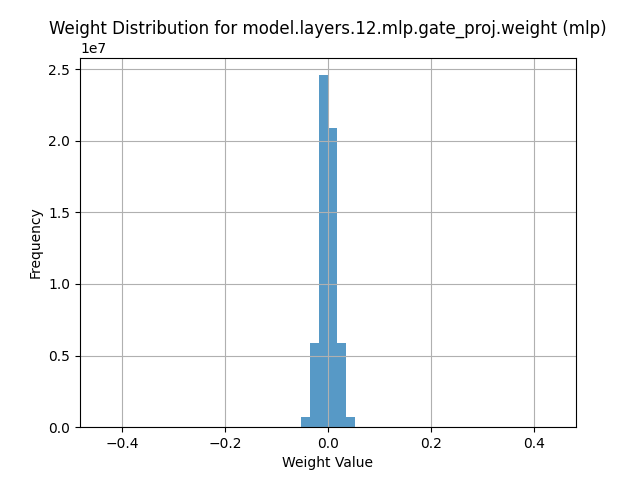 Weight Distribution for model.layers.12.mlp.gate_proj.weight (mlp)
1e7
2.5
2.0
1.5
1.0
0.5
0.0
Frequency
−0.4 −0.2 0.0 0.2 0.4
Weight Value